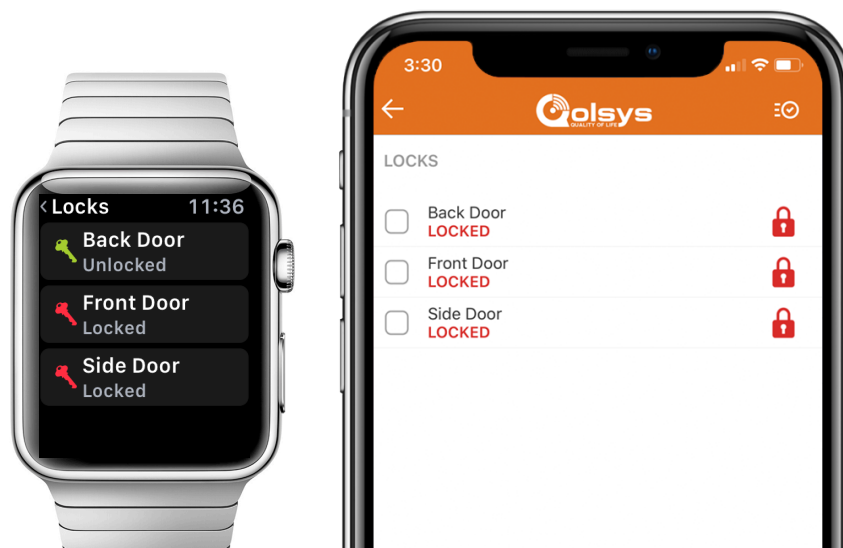 Locks 11:36
Back Door
Unlocked
Front Door
Locked
Side Door
Locked
3:30
Qolsys
QUALITY OF LIFE
LOCKS
Back Door
LOCKED
Front Door
LOCKED
Side Door
LOCKED